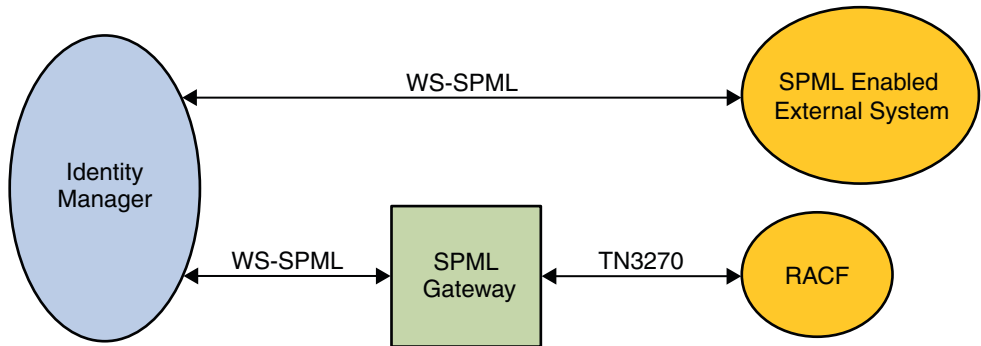 WS-SPML
SPML Enabled
External System
Identity
Manager
WS-SPML
SPML
Gateway
TN3270
RACF